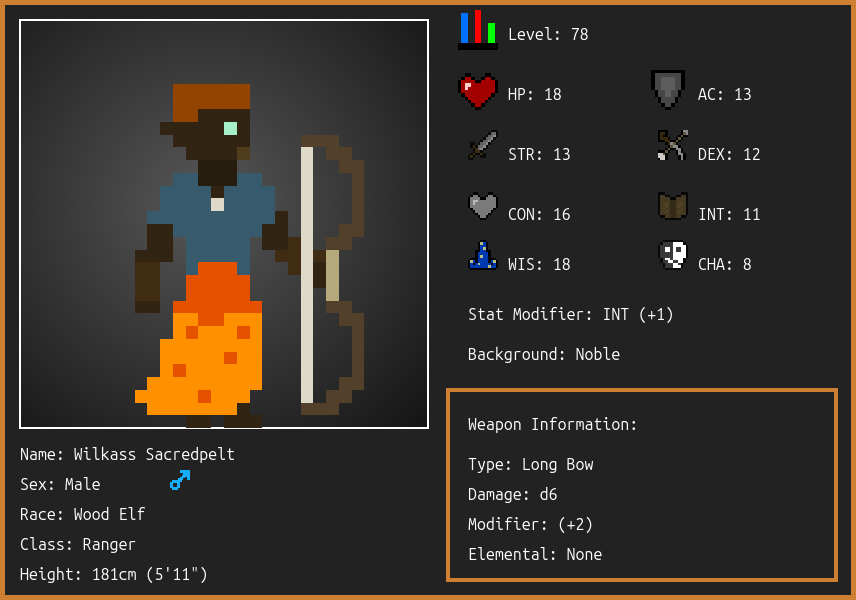 Level: 78
HP: 18
AC: 13
STR: 13
DEX: 12
CON: 16
INT: 11
WIS: 18
CHA: 8
Stat Modifier: INT (+1)
Background: Noble
Weapon Information:
Type: Long Bow
Damage: d6
Modifier: (+2)
Elemental: None
Name: Wilkass Sacredpelt
Sex: Male
Race: Wood Elf
Class: Ranger
Height: 181cm (5'11")